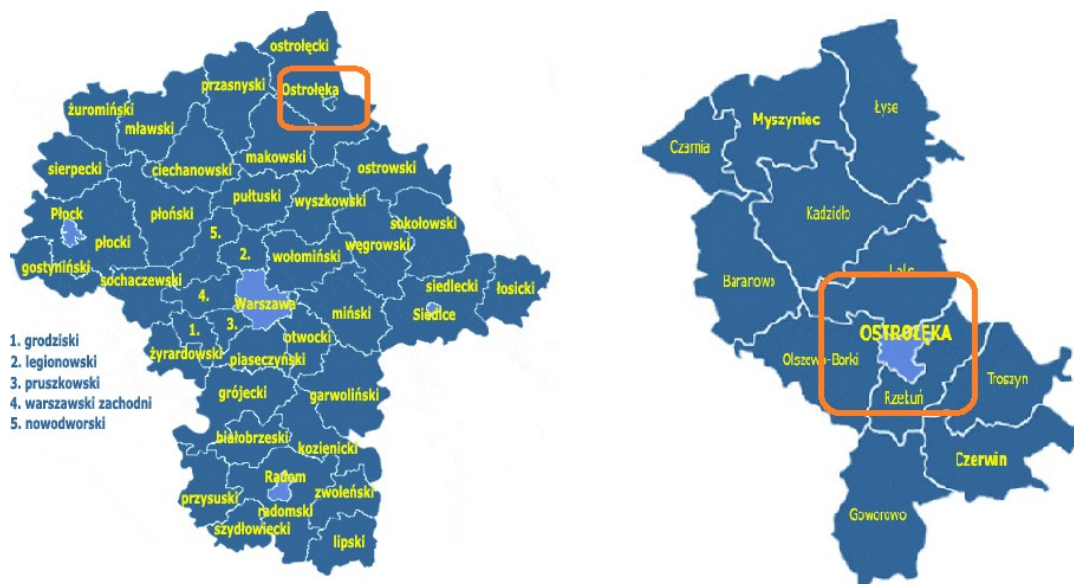 ostrołęcki
przasnyski
Ostrołęka
żuromiński
mławski
sierpecki
ciechanowski
makowski
ostrowski
Płock
płocki
płoński
pułtuski
wyszkowski
sokołowski
5.
2.
węgrowski
gostyniński
sochaczewski
wołomiński
siedlecki
łosicki
4.
Warszawa
miński
Siedlce
1.
3.
otwocki
żyrardowski
piaseczyński
grójecki
garwoliński
białobrzeski
kozienicki
Radom
przysuski
zwoleński
radomski
szydłowiecki
lipski
1. grodziski
2. legionowski
3. pruszkowski
4. warszawski zachodni
5. nowodworski
Łyse
Myszyniec
Czarnia
Kadzidło
Baranowo
OSTROŁĘKA
Olszewo-Borki
Troszyn
Rzekuń
Czerwin
Goworowo